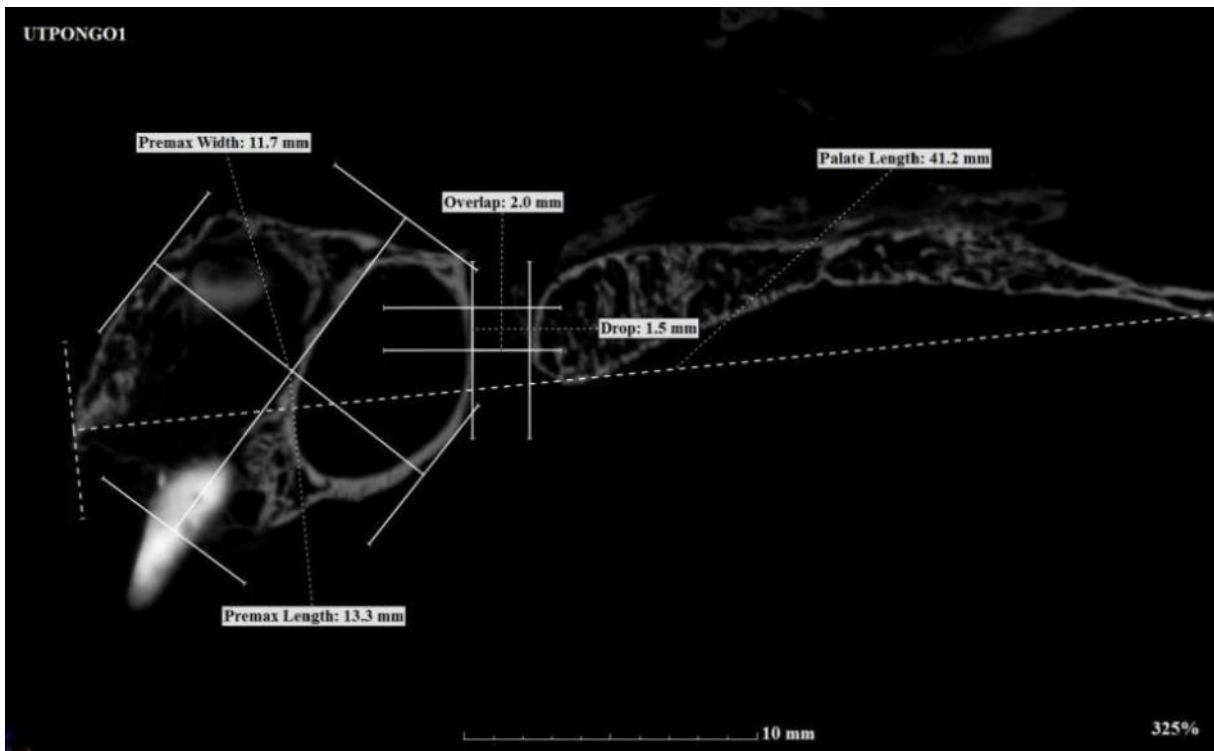 UTPONGO1
Premax Width: 11.7 mm
Palate Length: 41.2 mm
Overlap: 2.0 mm
Drop: 1.5 mm
Premax Length: 13.3 mm
10 mm
325%